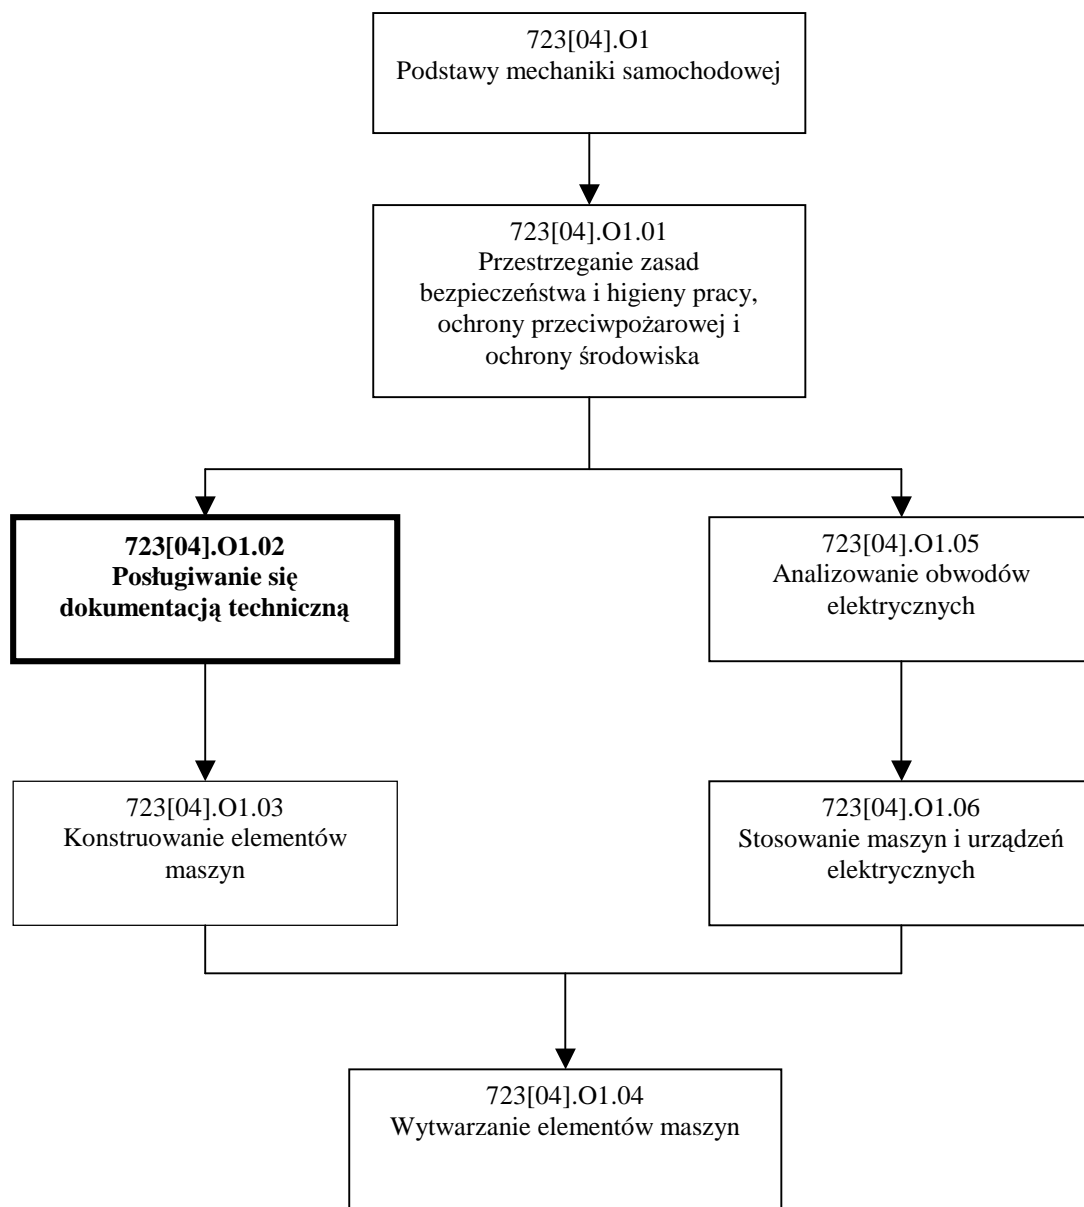 723[04].O1
Podstawy mechaniki samochodowej
723[04].O1.01
Przestrzeganie zasad
bezpieczeństwa i higieny pracy,
ochrony przeciwpożarowej i
ochrony środowiska
723[04].O1.02
Posługiwanie się
dokumentacją techniczną
723[04].O1.05
Analizowanie obwodów
elektrycznych
723[04].O1.03
Konstruowanie elementów
maszyn
723[04].O1.06
Stosowanie maszyn i urządzeń
elektrycznych
723[04].O1.04
Wytwarzanie elementów maszyn